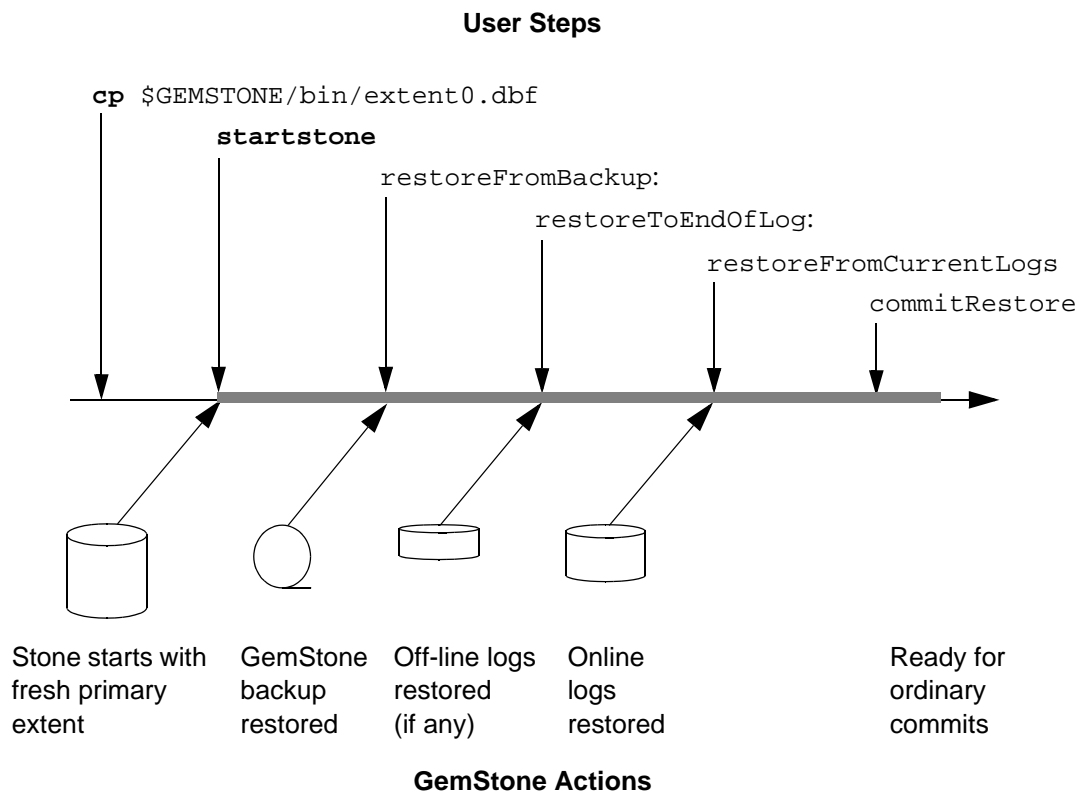 User Steps
cp $GEMSTONE/bin/extent0.dbf
startstone
restoreFromBackup:
restoreToEndOfLog:
restoreFromCurrentLogs
commitRestore
Stone starts with
fresh primary
extent
GemStone
backup
restored
Off-line logs
restored
(if any)
Online
logs
restored
Ready for
ordinary
commits
GemStone Actions